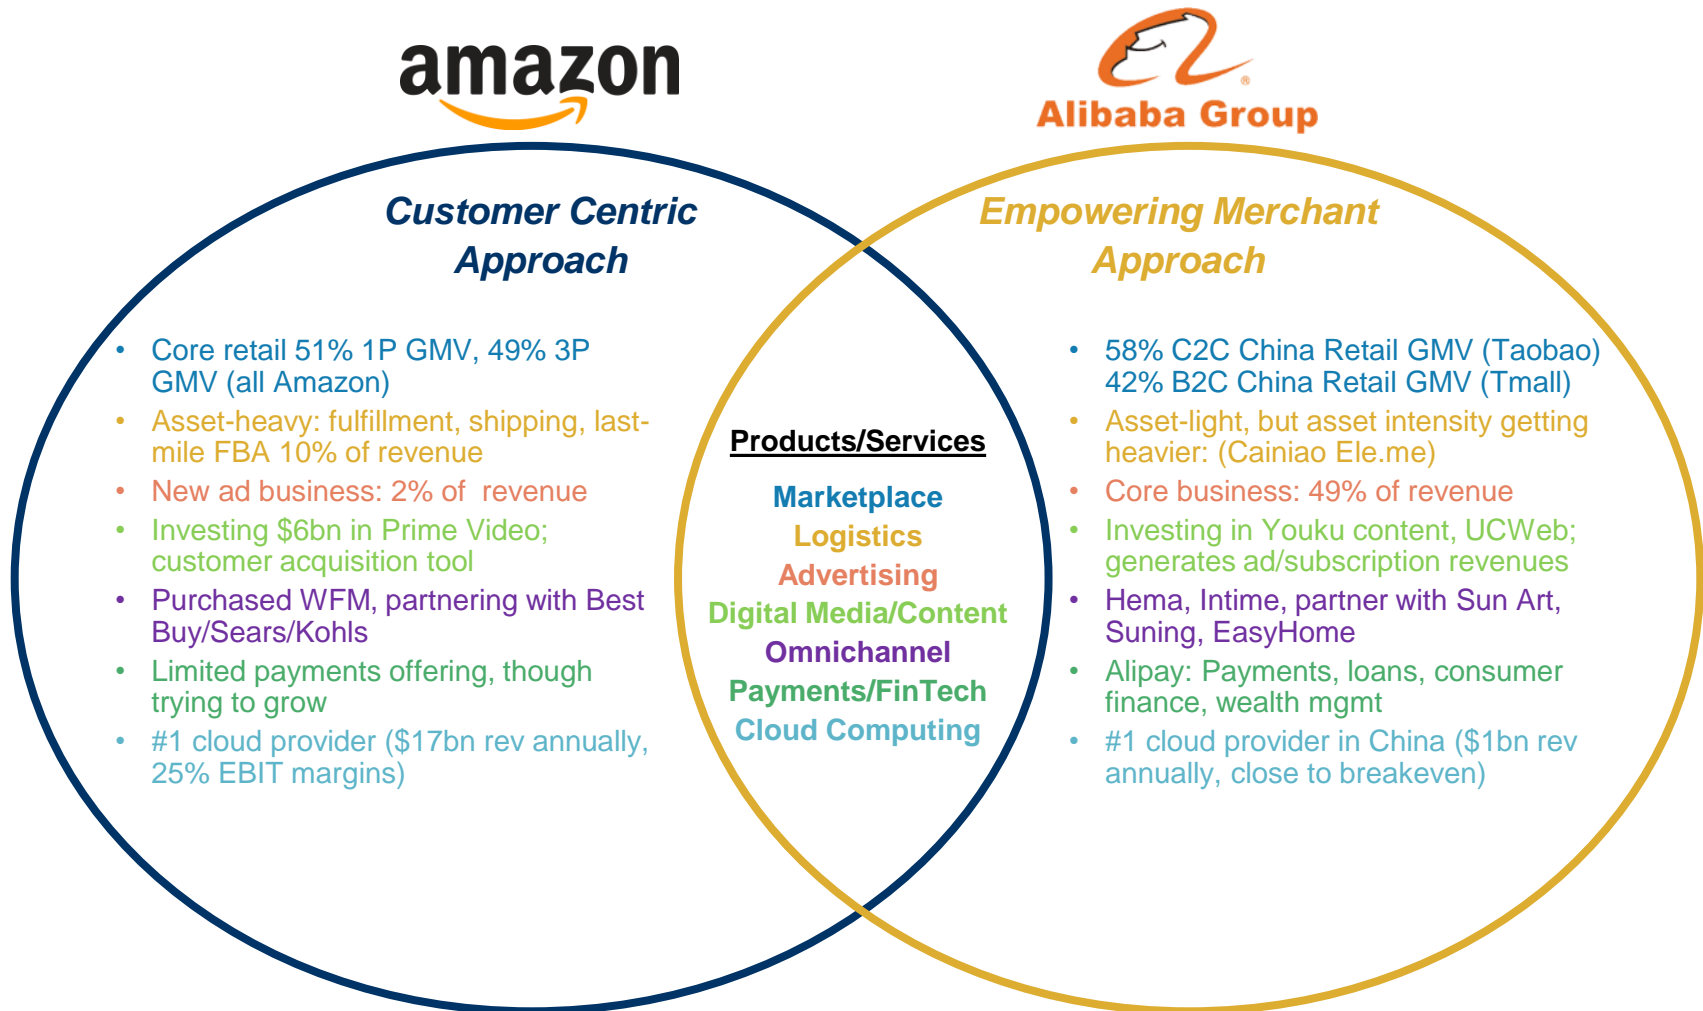 amazon
Alibaba Group
®
Customer Centric
Approach
Empowering Merchant
Approach
• Core retail 51% 1P GMV, 49% 3P
GMV (all Amazon)
• Asset-heavy: fulfillment, shipping, last-
mile FBA 10% of revenue
• New ad business: 2% of revenue
• Investing $6bn in Prime Video;
customer acquisition tool
• Purchased WFM, partnering with Best
Buy/Sears/Kohls
• Limited payments offering, though
trying to grow
• #1 cloud provider ($17bn rev annually,
25% EBIT margins)
Products/Services
Marketplace
Logistics
Advertising
Digital Media/Content
Omnichannel
Payments/FinTech
Cloud Computing
• 58% C2C China Retail GMV (Taobao)
42% B2C China Retail GMV (Tmall)
• Asset-light, but asset intensity getting
heavier: (Cainiao Ele.me)
• Core business: 49% of revenue
• Investing in Youku content, UCWeb;
generates ad/subscription revenues
• Hema, Intime, partner with Sun Art,
Suning, EasyHome
• Alipay: Payments, loans, consumer
finance, wealth mgmt
• #1 cloud provider in China ($1bn rev
annually, close to breakeven)